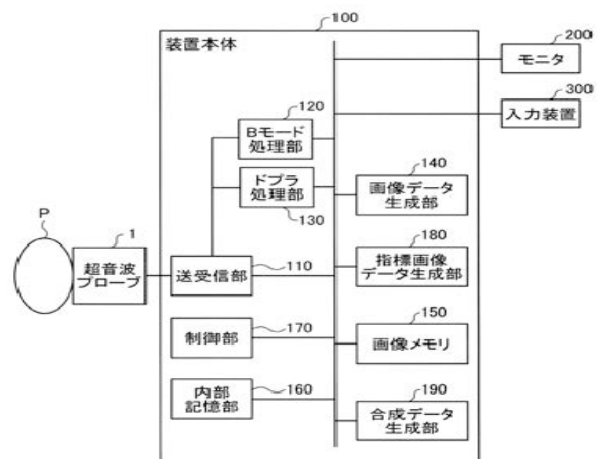 100
装置本体
200
モニタ
300
入力装置
120
Bモード
処理部
ドプラ
処理部
130
140
画像データ
生成部
P
1
超音波
プローブ
送受信部
110
180
指標画像
データ生成部
制御部
170
150
画像メモリ
内部
記憶部
160
190
合成データ
生成部